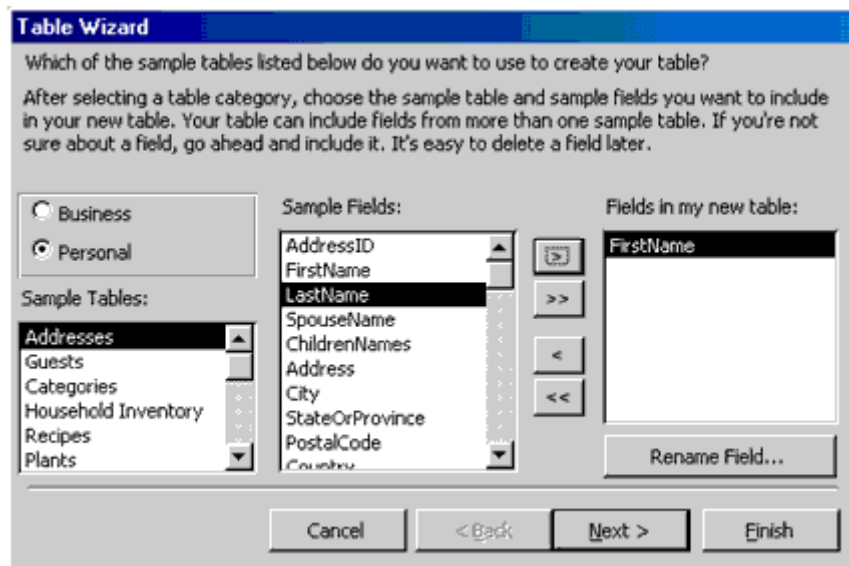 Table Wizard
Which of the sample tables listed below do you want to use to create your table?
After selecting a table category, choose the sample table and sample fields you want to include
in your new table. Your table can include fields from more than one sample table. If you're not
sure about a field, go ahead and include it. It's easy to delete a field later.
Business
Personal
Sample Tables:
Addresses
Guests
Categories
Household Inventory
Recipes
Plants
Sample Fields:
AddressID
FirstName
LastName
SpouseName
ChildrenNames
Address
City
StateOrProvince
PostalCode
Country
>
>>
<
<<
Fields in my new table:
FirstName
Rename Field...
Cancel
< Back
Next >
Finish